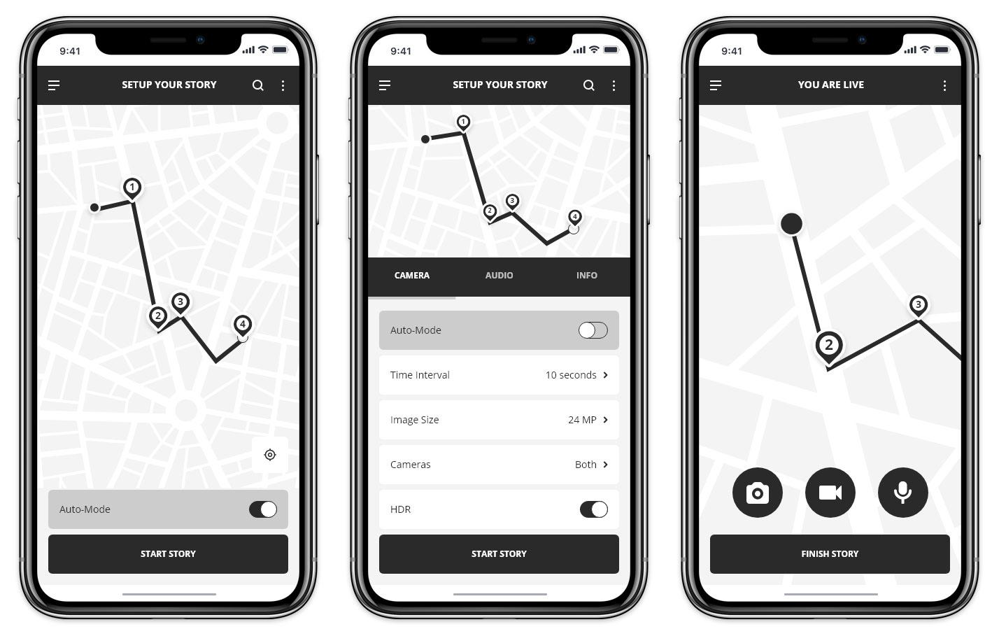 9:41
SETUP YOUR STORY
1
2
3
4
Auto-Mode
START STORY
9:41
SETUP YOUR STORY
1
2
3
4
CAMERA AUDIO INFO
Auto-Mode
Time Interval 10 seconds
Image Size 24 MP
Cameras Both
HDR
START STORY
9:41
YOU ARE LIVE
3
2
FINISH STORY